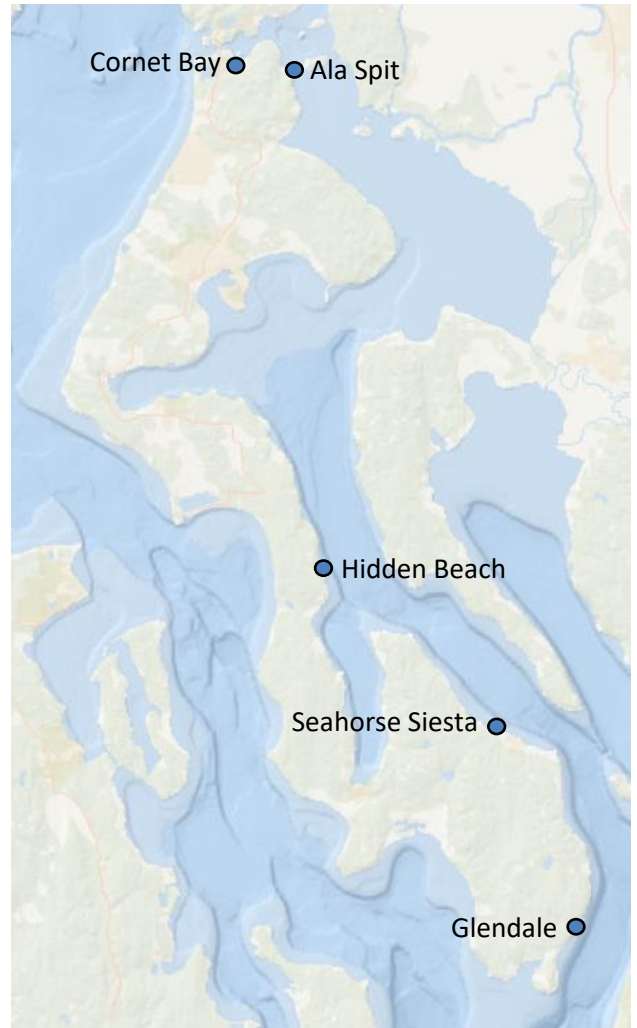 Cornet Bay
Ala Spit
Hidden Beach
Seahorse Siesta
Glendale